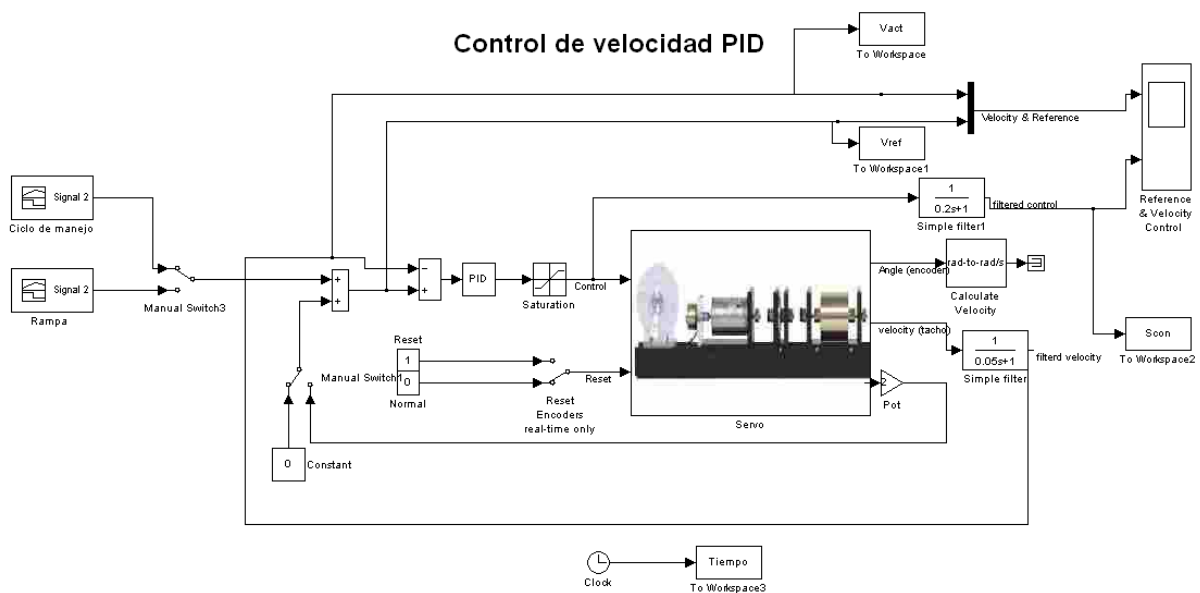 Control de velocidad PID
Vact
To Workspace
Velocity & Reference
Vref
To Workspace1
Reference
& Velocity
Control
Signal 2
Ciclo de manejo
Signal 2
Rampa
Manual Switch3
+
+
−
+
PID
Saturation
Control
1
0.2s+1
Simple filter1
filtered control
Angle (encoder)
rad-to-rad/s
Calculate
Velocity
velocity (tacho)
1
0.05s+1
Simple filter
filterd velocity
Scon
To Workspace2
Reset
1
0
Normal
Manual Switch1
Reset
Encoders
real-time only
Reset
Servo
2
Pot
0
Constant
Clock
Tiempo
To Workspace3